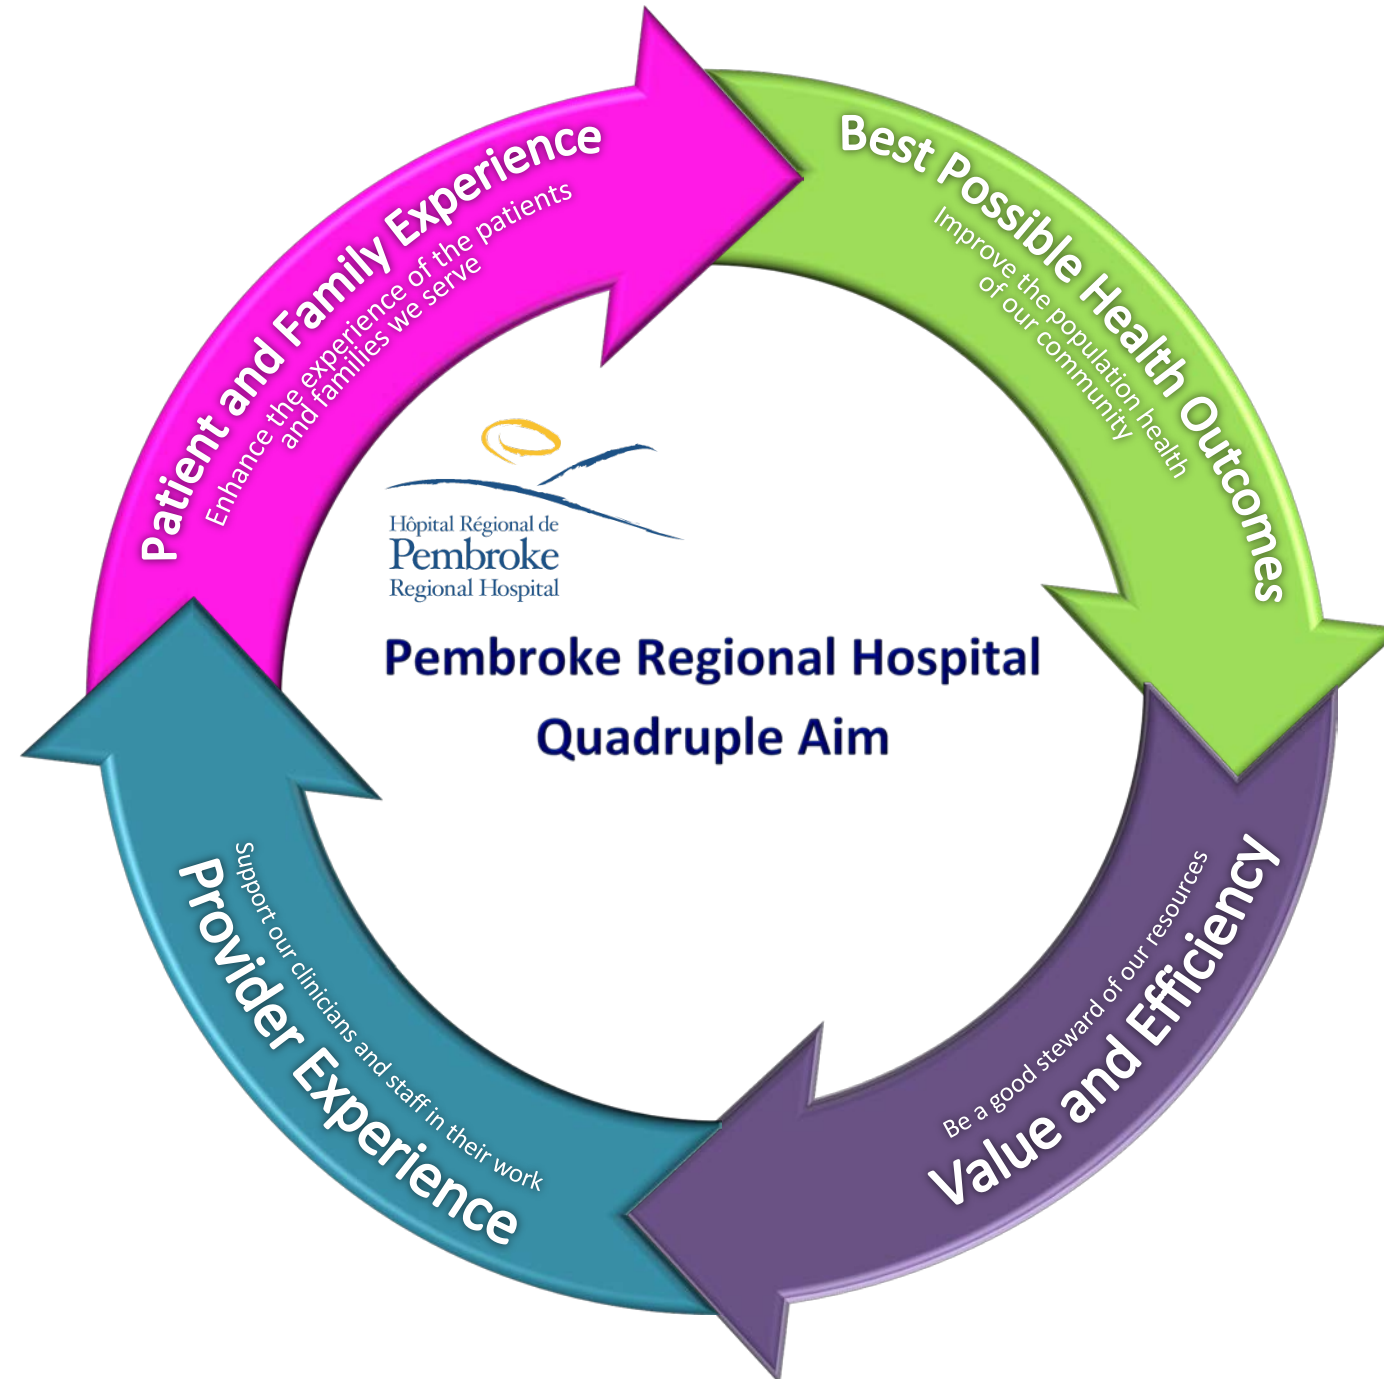 Patient and Family Experience
Enhance the experience of the patients
and families we serve
Best Possible Health Outcomes
Improve the population health
of our community
Hôpital Régional de
Pembroke
Regional Hospital
Pembroke Regional Hospital
Quadruple Aim
Support our clinicians and staff in their work
Provider Experience
Be a good steward of our resources
Value and Efficiency